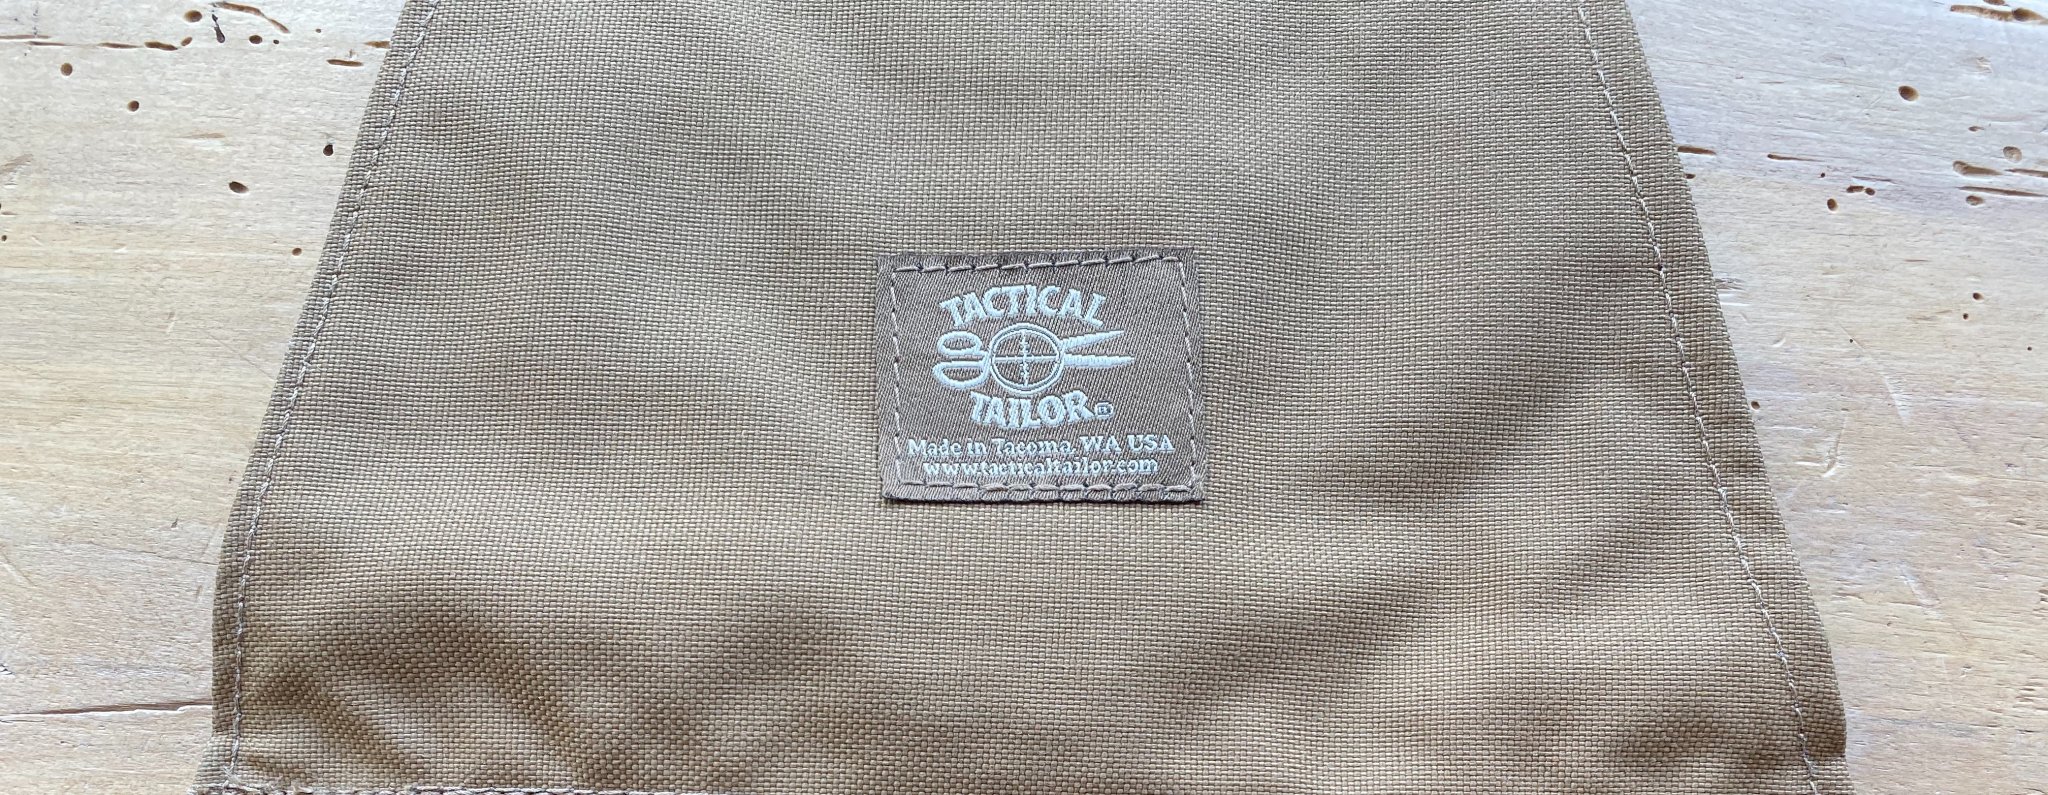 TACTICAL
TAILOR®
Made in Tacoma, WA USA
www.tacticaltailor.com